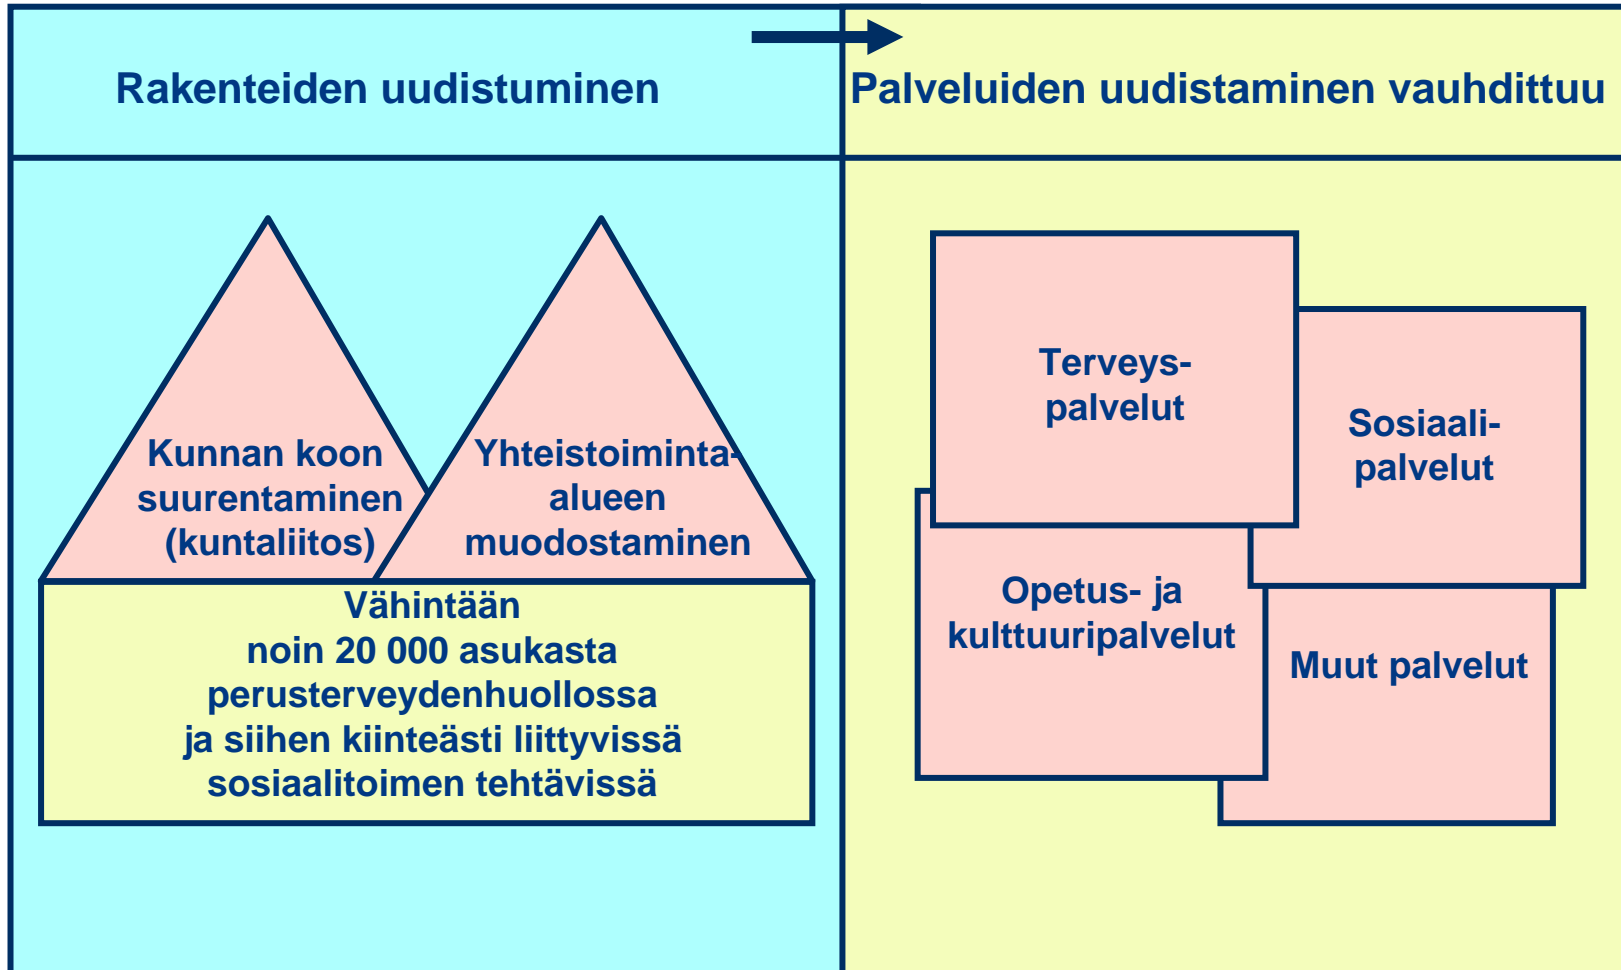 Rakenteiden uudistuminen
Palveluiden uudistaminen vauhdittuu
Kunnan koon
suurentaminen
(kuntaliitos)
Yhteistoiminta-
alueen
muodostaminen
Vähintään
noin 20 000 asukasta
perusterveydenhuollossa
ja siihen kiinteästi liittyvissä
sosiaalitoimen tehtävissä
Terveys-
palvelut
Sosiaali-
palvelut
Opetus- ja
kulttuuripalvelut
Muut palvelut